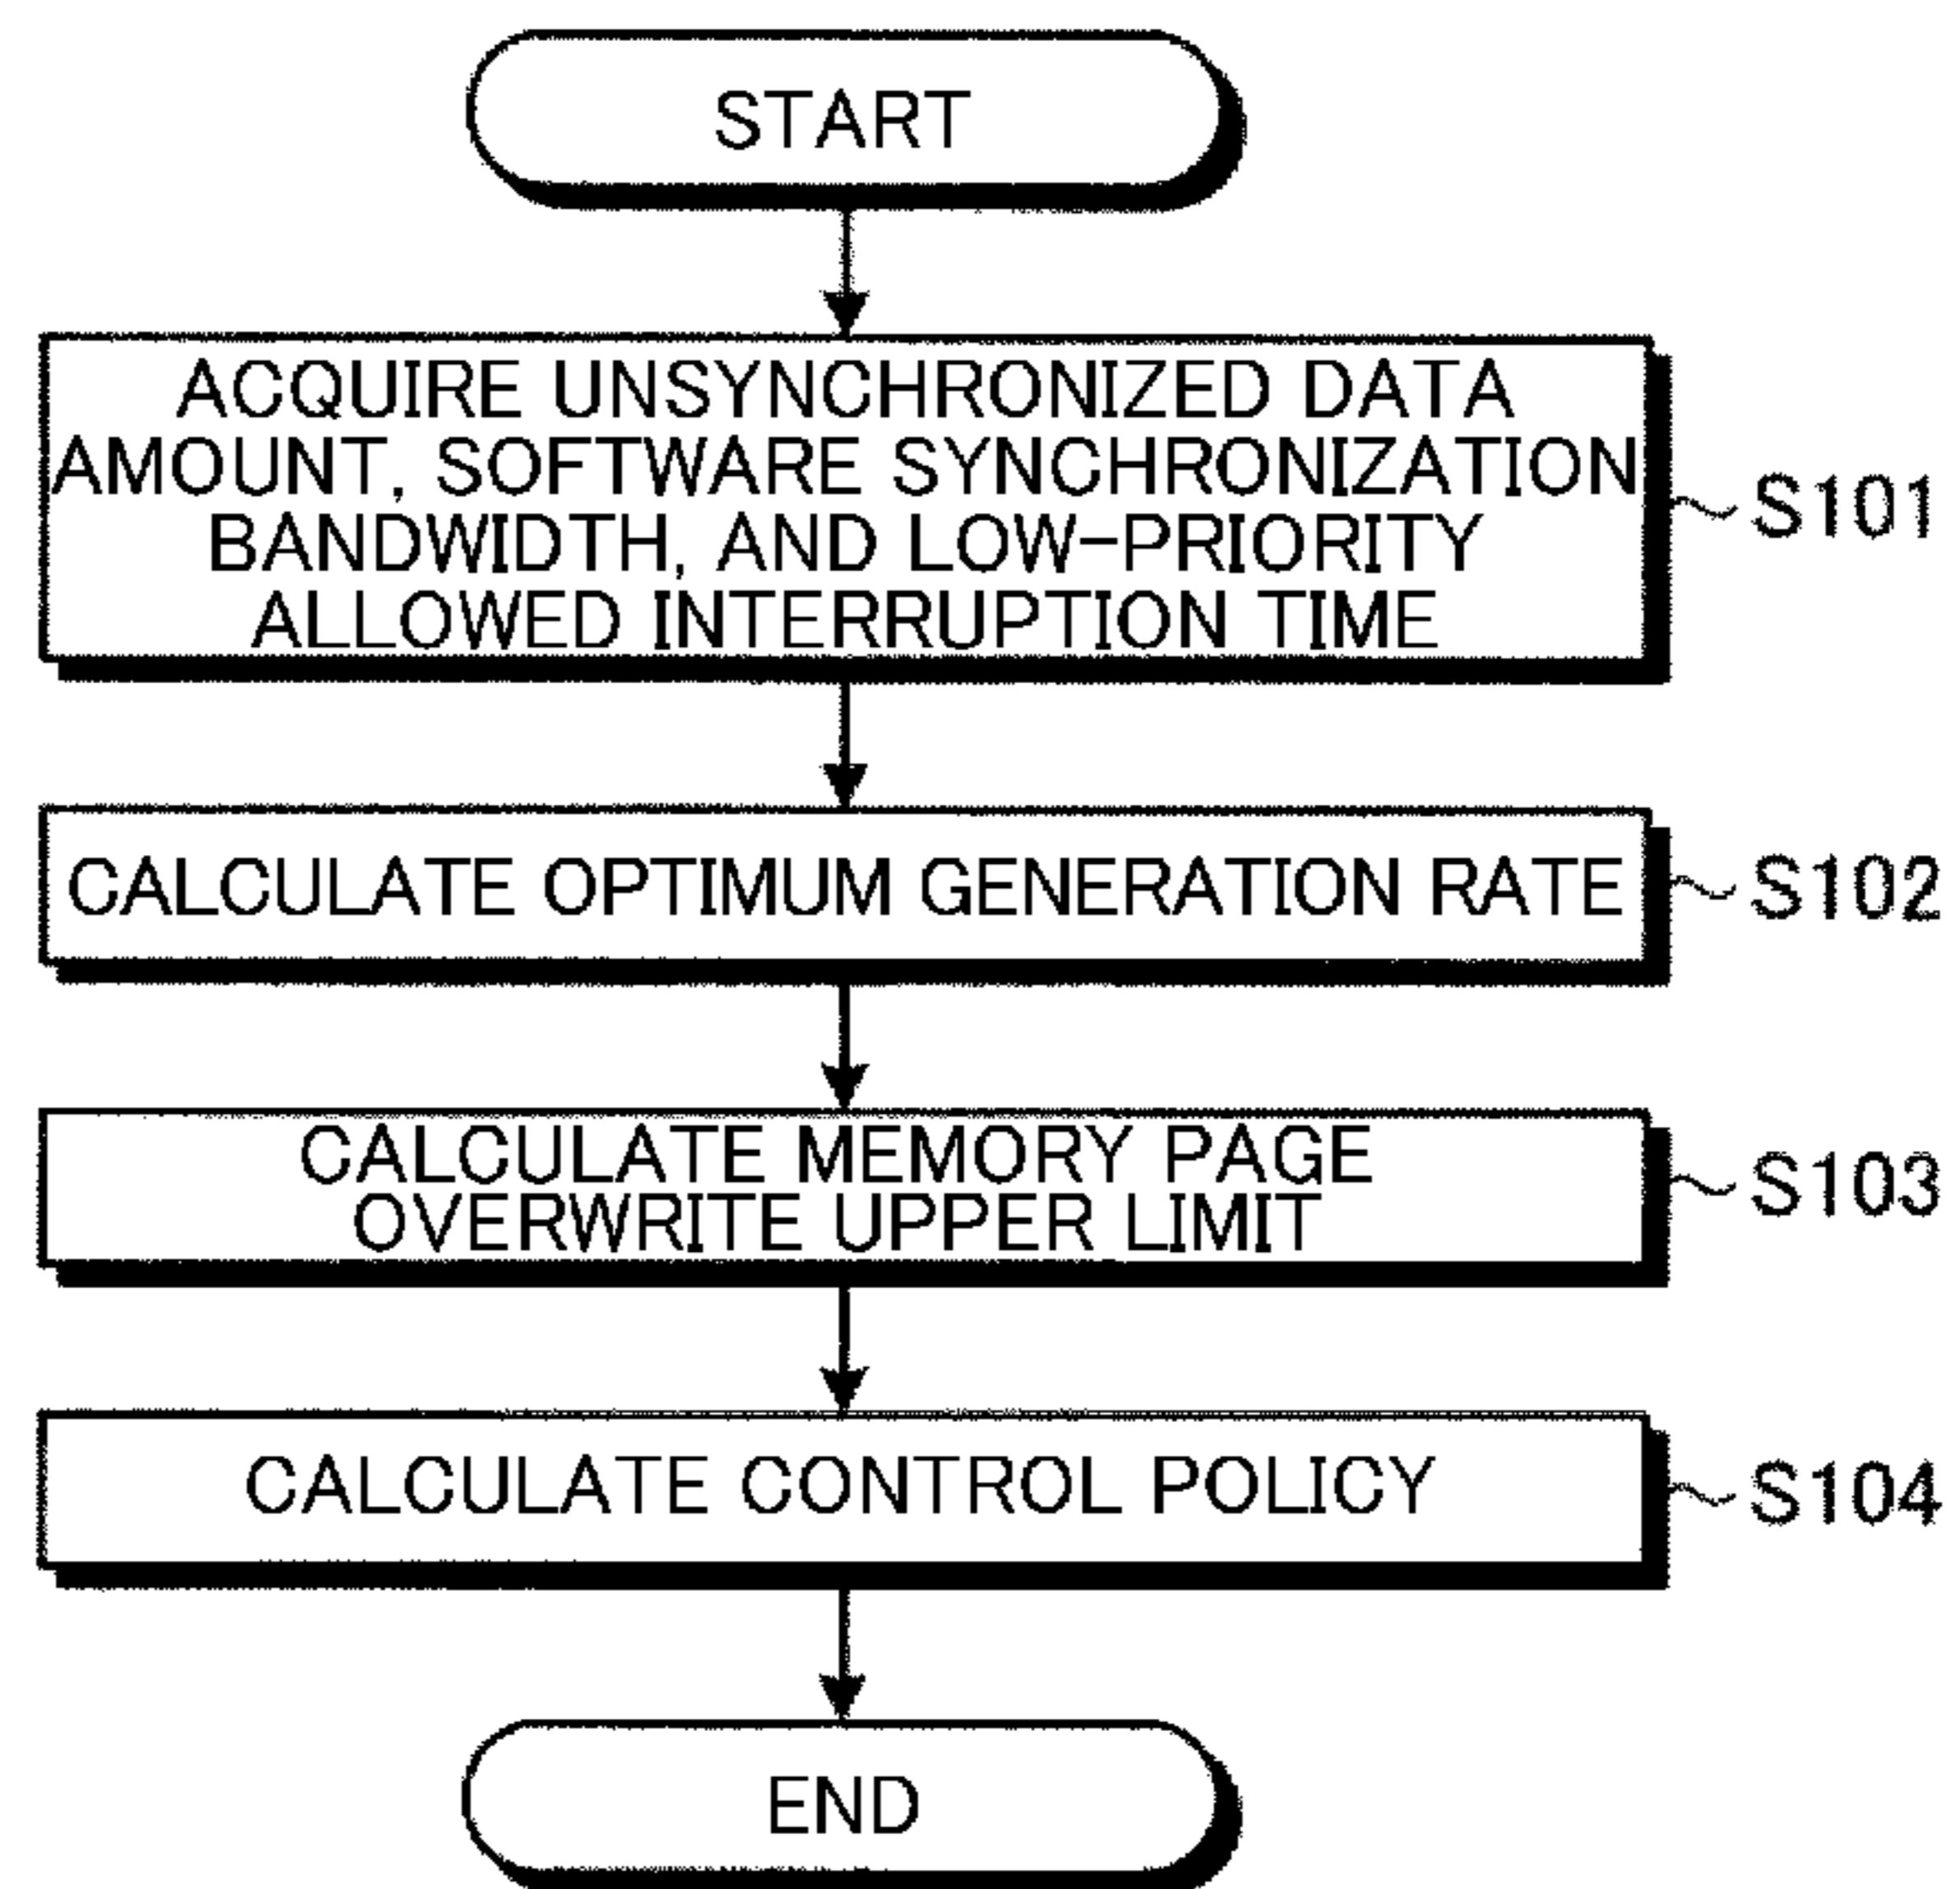 START
ACQUIRE UNSYNCHRONIZED DATA
AMOUNT, SOFTWARE SYNCHRONIZATION
BANDWIDTH, AND LOW-PRIORITY
ALLOWED INTERRUPTION TIME
S101
CALCULATE OPTIMUM GENERATION RATE
S102
CALCULATE MEMORY PAGE
OVERWRITE UPPER LIMIT
S103
CALCULATE CONTROL POLICY
S104
END